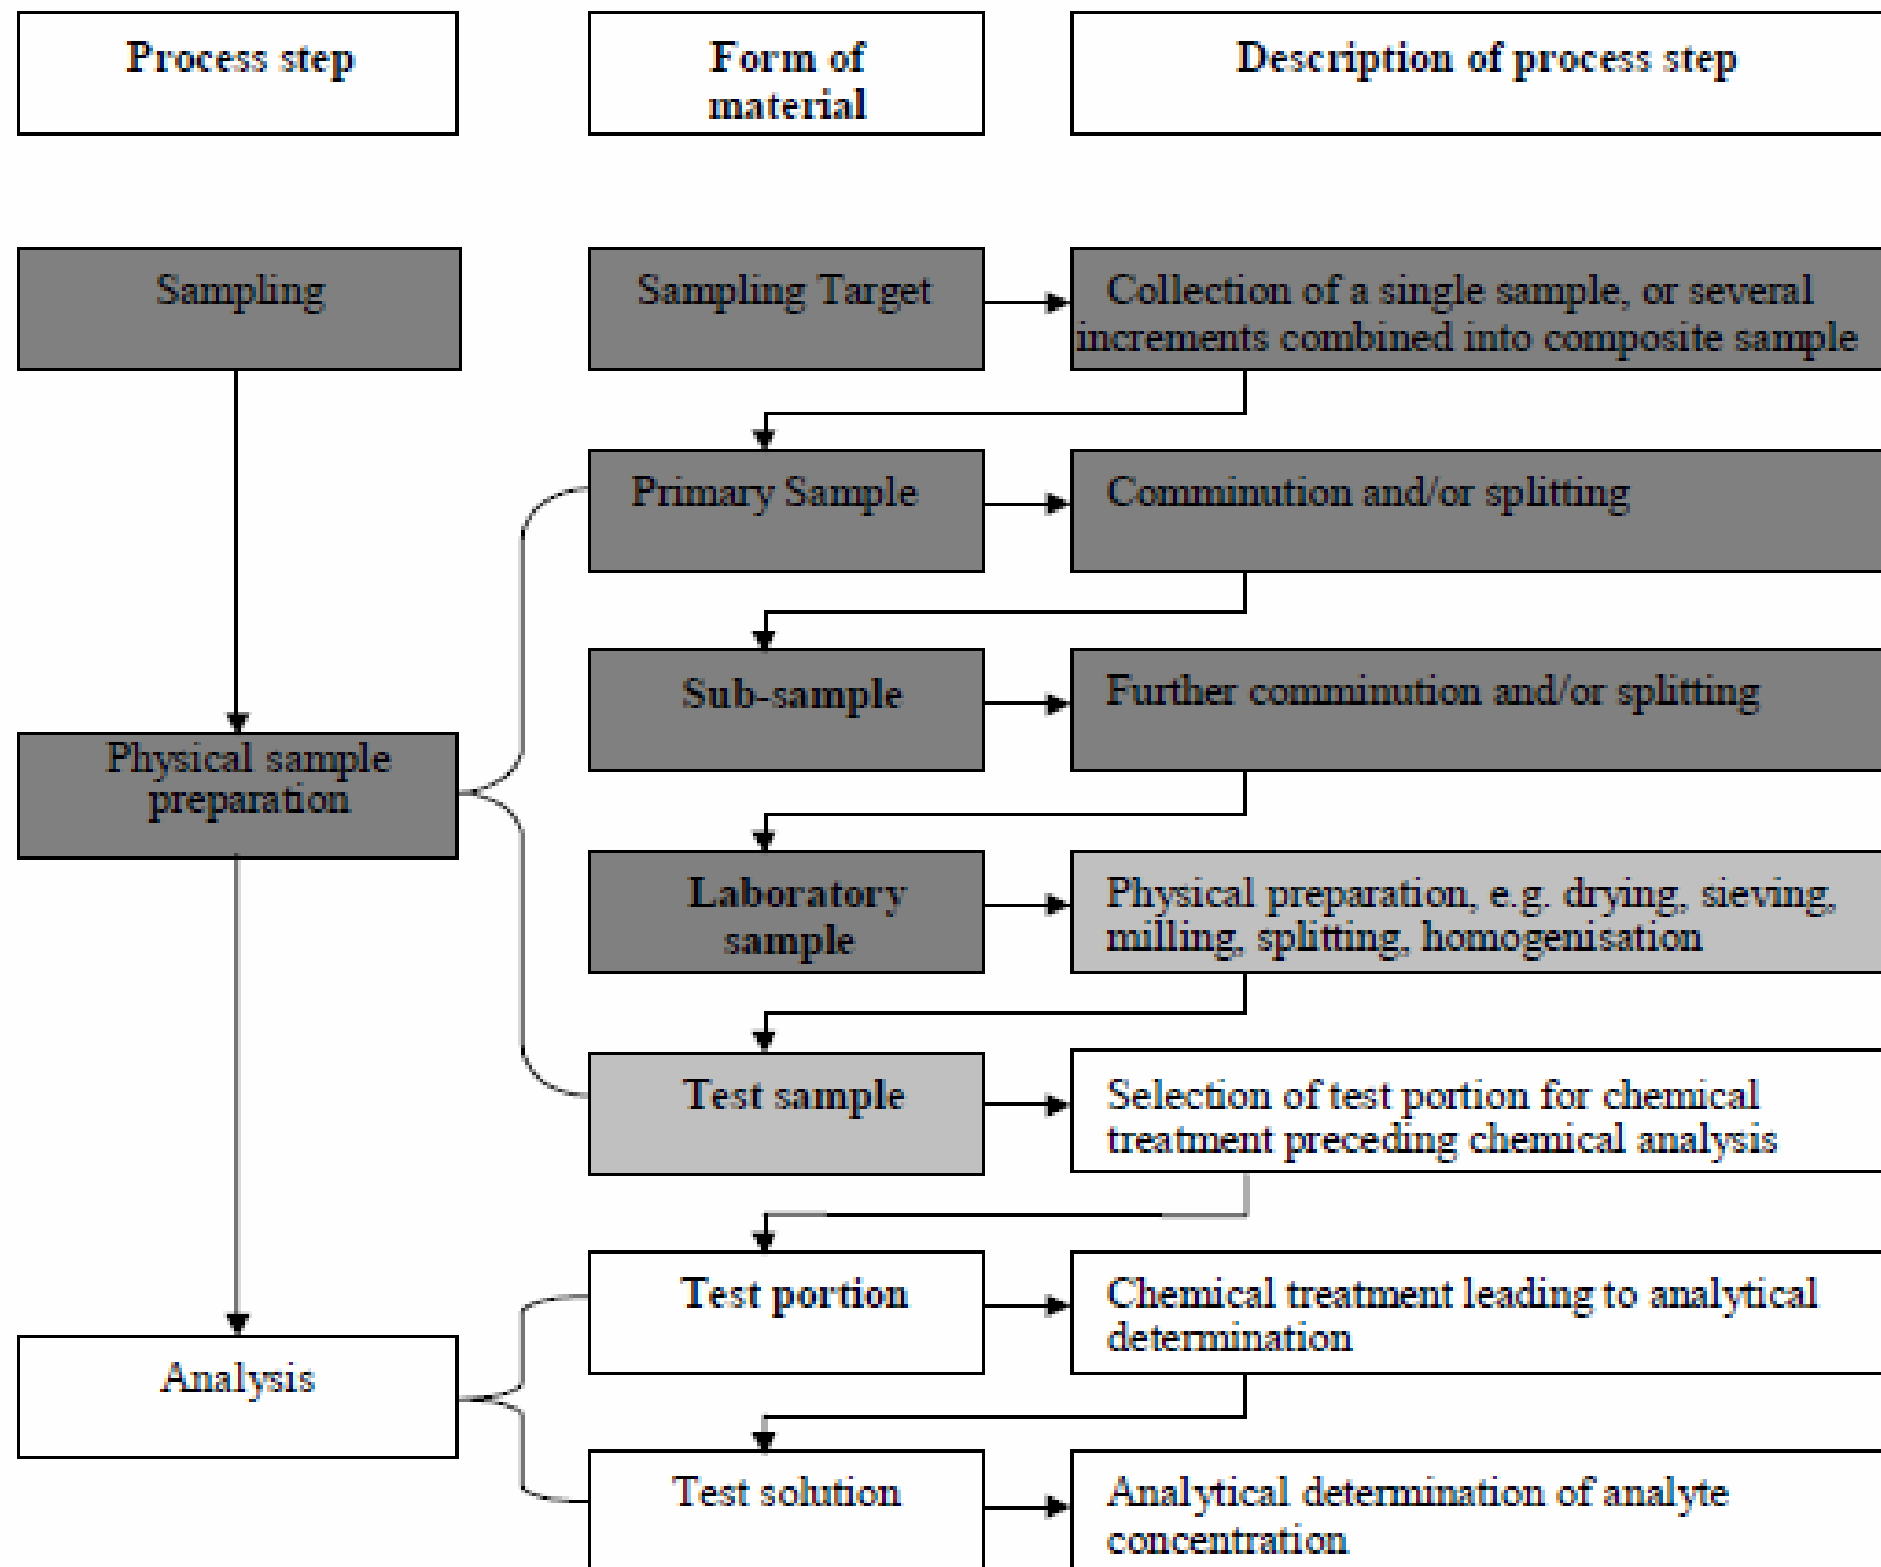 Process step
Form of
material
Description of process step
Sampling
Sampling Target
Collection of a single sample, or several
increments combined into composite sample
Primary Sample
Comminution and/or splitting
Sub-sample
Further comminution and/or splitting
Physical sample
preparation
Laboratory
sample
Physical preparation, e.g. drying, sieving,
milling, splitting, homogenisation
Test sample
Selection of test portion for chemical
treatment preceding chemical analysis
Test portion
Chemical treatment leading to analytical
determination
Analysis
Test solution
Analytical determination of analyte
concentration